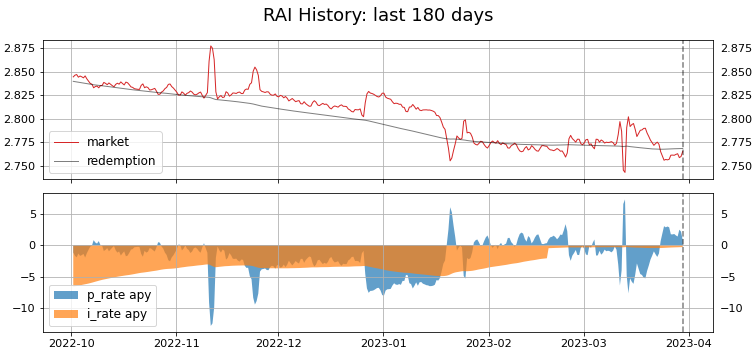 RAI History: last 180 days
2.875 2.875
2.850 2.850
2.825 2.825
2.800 2.800
2.775 2.775
2.750 2.750
market
redemption
5 5
0 0
−5 −5
−10 −10
p_rate apy
i_rate apy
2022-10 2022-11 2022-12 2023-01 2023-02 2023-03 2023-04